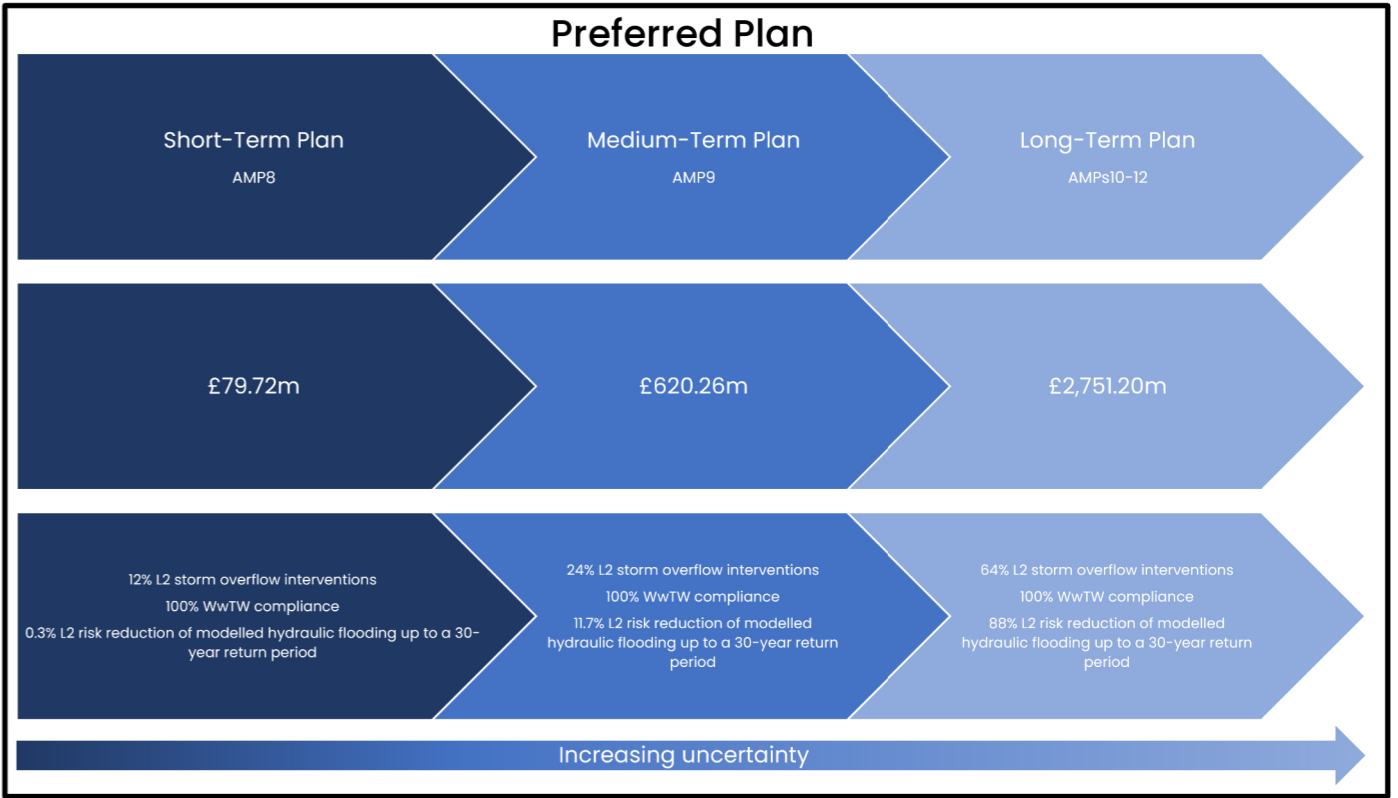 Preferred Plan
Short-Term Plan
AMP8
Medium-Term Plan
AMP9
Long-Term Plan
AMPs10-12
£79.72m
£620.26m
£2,751.20m
12% L2 storm overflow interventions
100% WwTW compliance
0.3% L2 risk reduction of modelled hydraulic flooding up to a 30-
year return period
24% L2 storm overflow interventions
100% WwTW compliance
11.7% L2 risk reduction of modelled
hydraulic flooding up to a 30-year return
period
64% L2 storm overflow interventions
100% WwTW compliance
88% L2 risk reduction of modelled
hydraulic flooding up to a 30-year return
period
Increasing uncertainty